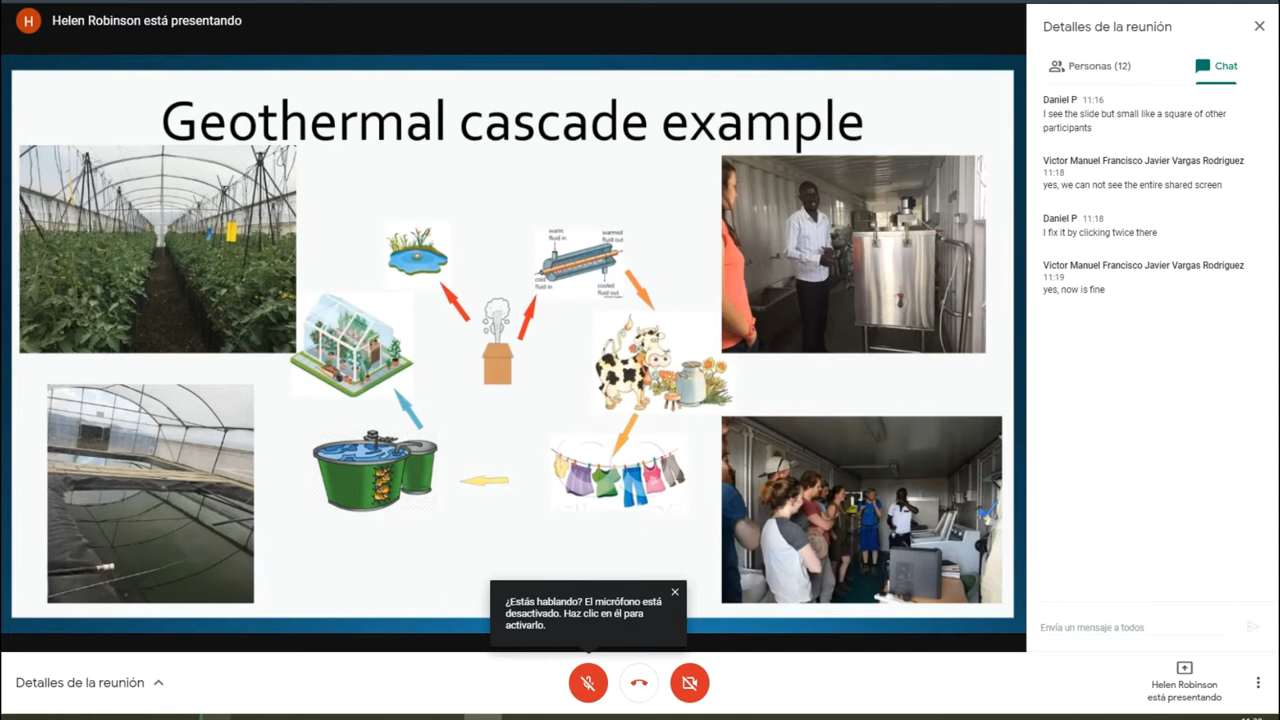 H
Helen Robinson está presentando
Geothermal cascade example
warm
fluid in
warmed
fluid out
cold
fluid in
cooled
fluid out
¿Estás hablando? El micrófono está
desactivado. Haz clic en él para
activarlo.
Detalles de la reunión
Helen Robinson
está presentando
Detalles de la reunión
Personas (12)
Chat
Daniel P 11:16
I see the slide but small like a square of other
participants
Victor Manuel Francisco Javier Vargas Rodriguez
11:18
yes, we can not see the entire shared screen
Daniel P 11:18
I fix it by clicking twice there
Victor Manuel Francisco Javier Vargas Rodriguez
11:19
yes, now is fine
Envía un mensaje a todos